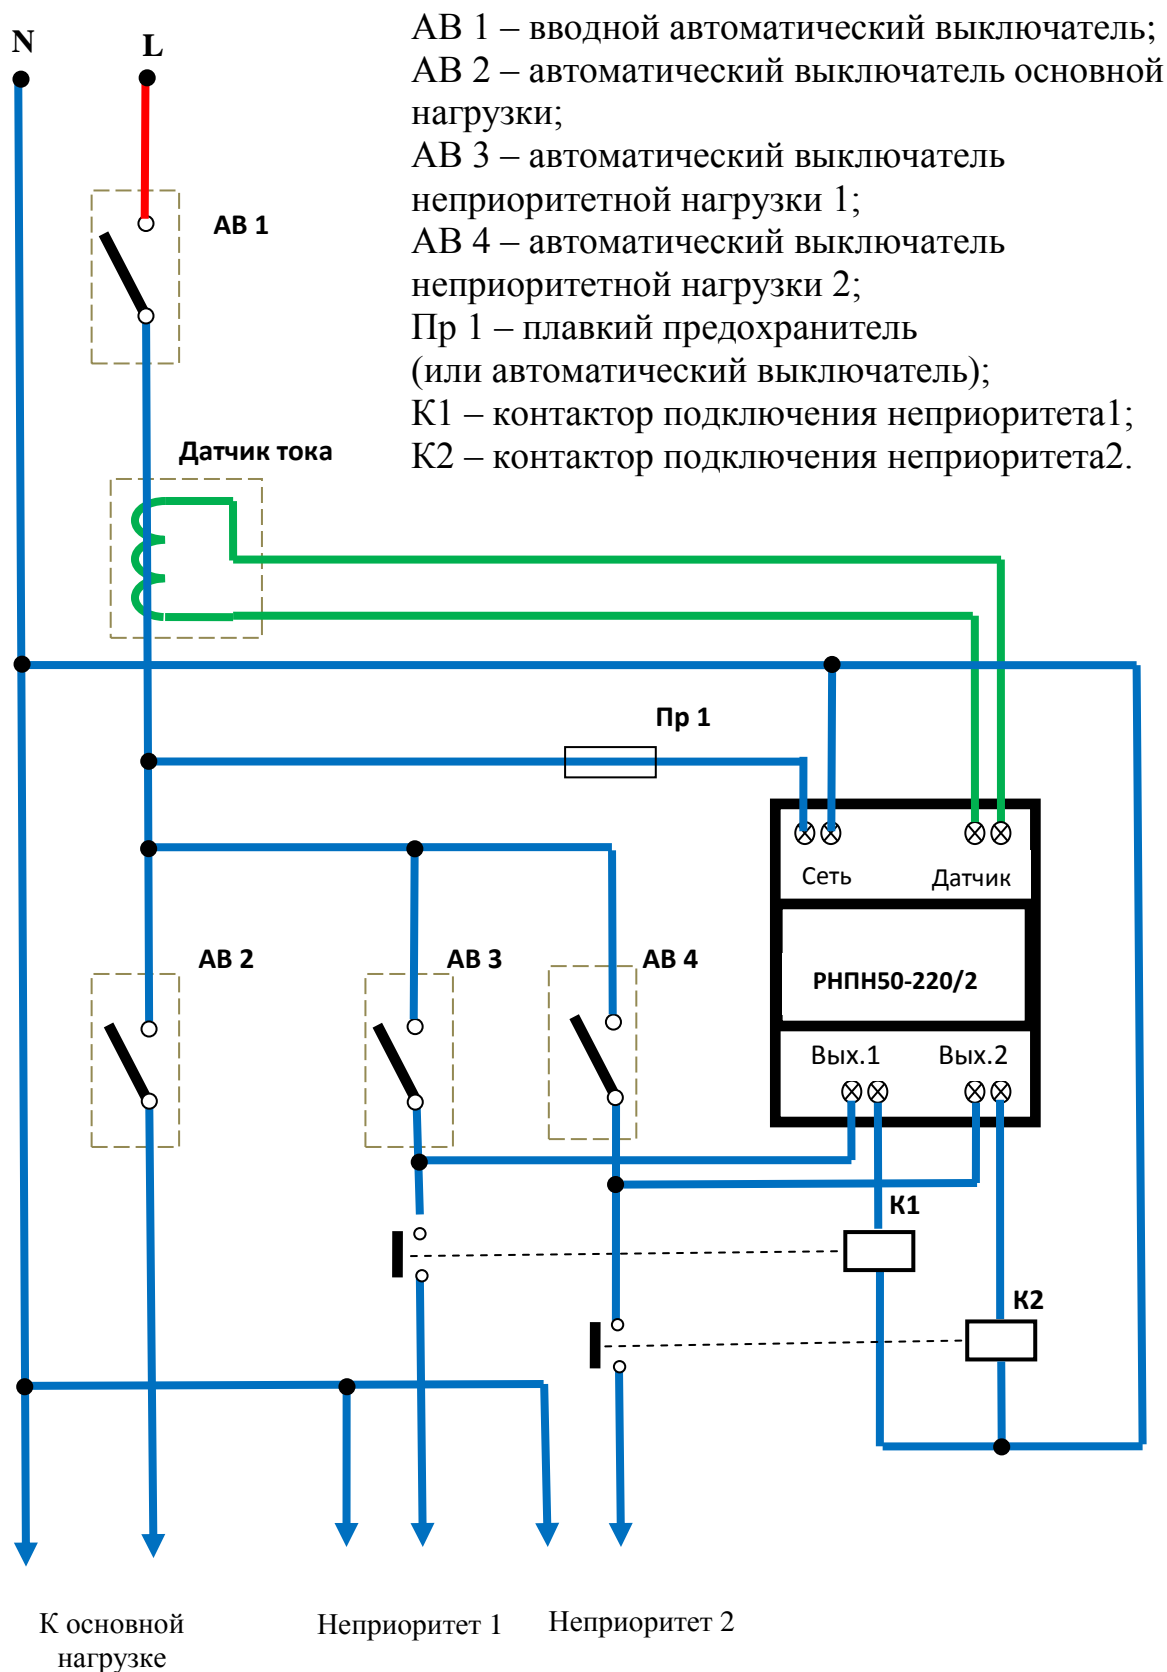 N
L
АВ 1 – вводной автоматический выключатель;
АВ 2 – автоматический выключатель основной
нагрузки;
АВ 3 – автоматический выключатель
неприоритетной нагрузки 1;
АВ 4 – автоматический выключатель
неприоритетной нагрузки 2;
Пр 1 – плавкий предохранитель
(или автоматический выключатель);
К1 – контактор подключения неприоритета1;
К2 – контактор подключения неприоритета2.
АВ 1
Датчик тока
Пр 1
Сеть
Датчик
АВ 2
АВ 3
АВ 4
РНПН50-220/2
Вых.1
Вых.2
К1
К2
К основной
нагрузке
Неприоритет 1
Неприоритет 2